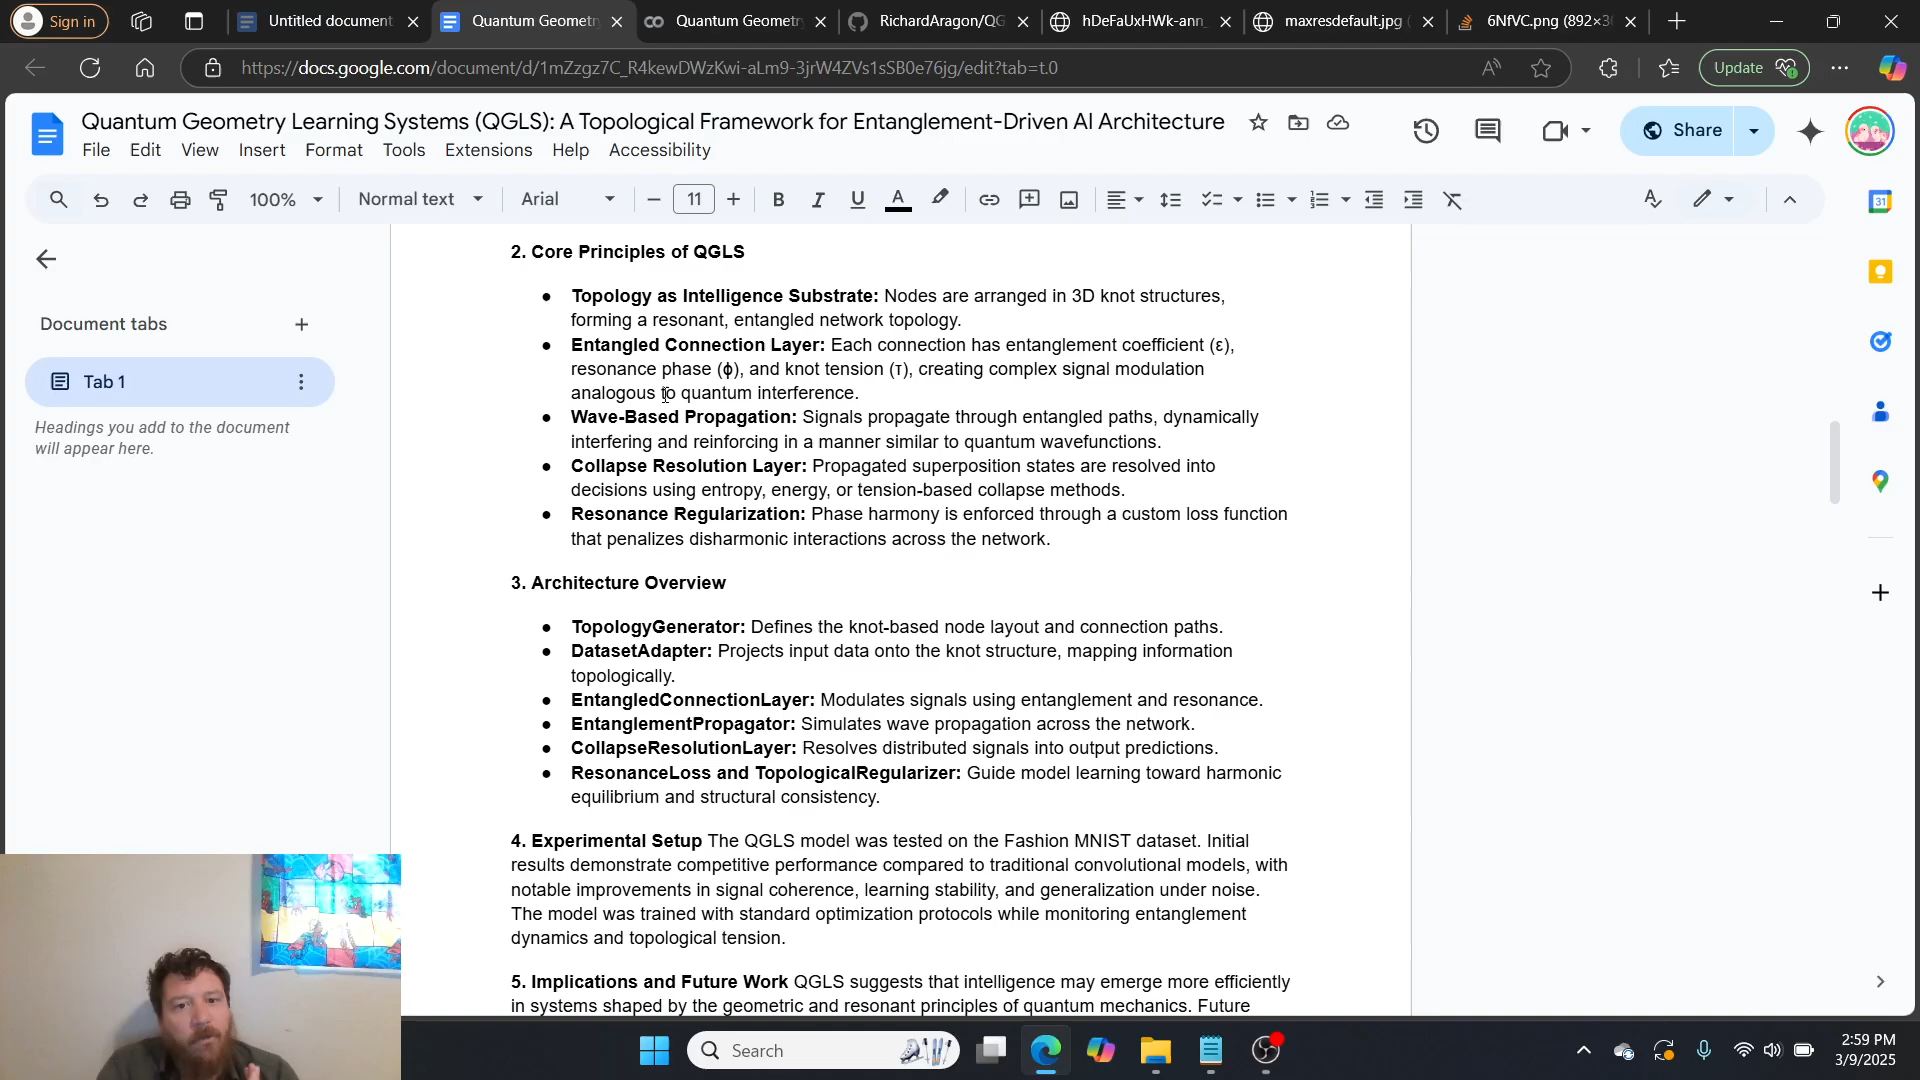 Sign in
Untitled document
Quantum Geometr
Quantum Geometr
RichardAragon/QG
hDeFaUxHWk-ann
maxresdefault.jpg
6NfVC.png (892×3
https://docs.google.com/document/d/1mZzgz7C_R4kewDWzKwi-aLm9-3jrW4ZVs1sSB0e76jg/edit?tab=t.0
Update
Quantum Geometry Learning Systems (QGLS): A Topological Framework for Entanglement-Driven AI Architecture
File Edit View Insert Format Tools Extensions Help Accessibility
Share
100%
Normal text
Arial
11
B I U A
31
Document tabs
Tab 1
Headings you add to the document
will appear here.
2. Core Principles of QGLS
● Topology as Intelligence Substrate: Nodes are arranged in 3D knot structures,
forming a resonant, entangled network topology.
● Entangled Connection Layer: Each connection has entanglement coefficient (ε),
resonance phase (ϕ), and knot tension (τ), creating complex signal modulation
analogous to quantum interference.
● Wave-Based Propagation: Signals propagate through entangled paths, dynamically
interfering and reinforcing in a manner similar to quantum wavefunctions.
● Collapse Resolution Layer: Propagated superposition states are resolved into
decisions using entropy, energy, or tension-based collapse methods.
● Resonance Regularization: Phase harmony is enforced through a custom loss function
that penalizes disharmonic interactions across the network.
3. Architecture Overview
● TopologyGenerator: Defines the knot-based node layout and connection paths.
● DatasetAdapter: Projects input data onto the knot structure, mapping information
topologically.
● EntangledConnectionLayer: Modulates signals using entanglement and resonance.
● EntanglementPropagator: Simulates wave propagation across the network.
● CollapseResolutionLayer: Resolves distributed signals into output predictions.
● ResonanceLoss and TopologicalRegularizer: Guide model learning toward harmonic
equilibrium and structural consistency.
4. Experimental Setup The QGLS model was tested on the Fashion MNIST dataset. Initial
results demonstrate competitive performance compared to traditional convolutional models, with
notable improvements in signal coherence, learning stability, and generalization under noise.
The model was trained with standard optimization protocols while monitoring entanglement
dynamics and topological tension.
5. Implications and Future Work QGLS suggests that intelligence may emerge more efficiently
in systems shaped by the geometric and resonant principles of quantum mechanics. Future
Search
2:59 PM
3/9/2025